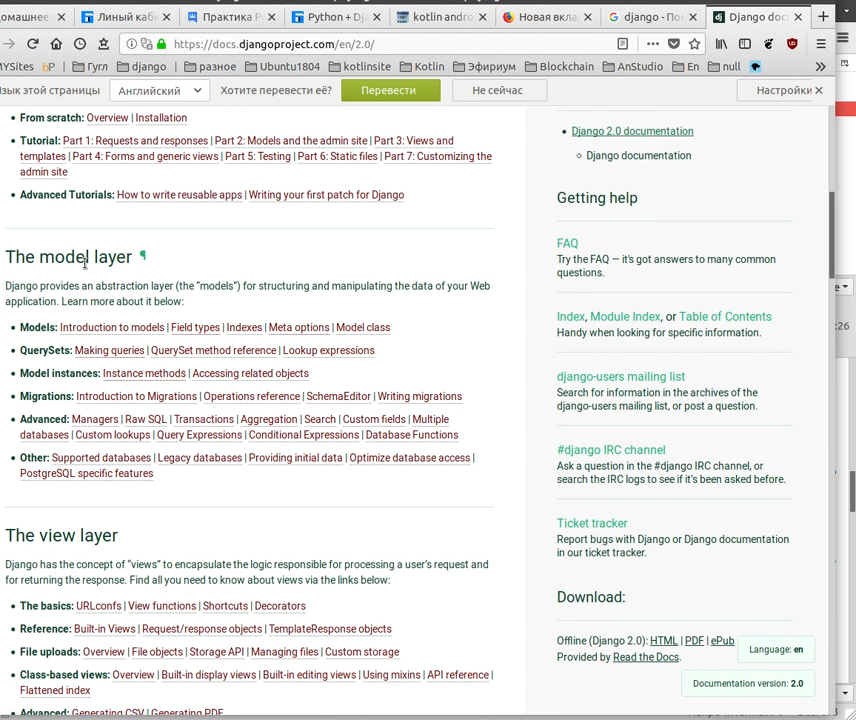 домашнее
Линый каб
Практика Р
Python + Dj
kotlin andro
Новая вкл
django - По
Django doc
https://docs.djangoproject.com/en/2.0/
MYSites
bP
Гугл
django
разное
Ubuntu1804
kotlinsite
Kotlin
Эфириум
Blockchain
AnStudio
En
null
Язык этой страницы
Английский
Хотите перевести её?
Перевести
Не сейчас
Настройки
From scratch: Overview | Installation
Tutorial: Part 1: Requests and responses | Part 2: Models and the admin site | Part 3: Views and
templates | Part 4: Forms and generic views | Part 5: Testing | Part 6: Static files | Part 7: Customizing the
admin site
Advanced Tutorials: How to write reusable apps | Writing your first patch for Django
The model layer ¶
Django provides an abstraction layer (the “models”) for structuring and manipulating the data of your Web
application. Learn more about it below:
Models: Introduction to models | Field types | Indexes | Meta options | Model class
QuerySets: Making queries | QuerySet method reference | Lookup expressions
Model instances: Instance methods | Accessing related objects
Migrations: Introduction to Migrations | Operations reference | SchemaEditor | Writing migrations
Advanced: Managers | Raw SQL | Transactions | Aggregation | Search | Custom fields | Multiple
databases | Custom lookups | Query Expressions | Conditional Expressions | Database Functions
Other: Supported databases | Legacy databases | Providing initial data | Optimize database access |
PostgreSQL specific features
The view layer
Django has the concept of “views” to encapsulate the logic responsible for processing a user’s request and
for returning the response. Find all you need to know about views via the links below:
The basics: URLconfs | View functions | Shortcuts | Decorators
Reference: Built-in Views | Request/response objects | TemplateResponse objects
File uploads: Overview | File objects | Storage API | Managing files | Custom storage
Class-based views: Overview | Built-in display views | Built-in editing views | Using mixins | API reference |
Flattened index
Advanced: Generating CSV | Generating PDF
Django 2.0 documentation
Django documentation
Getting help
FAQ
Try the FAQ — it's got answers to many common
questions.
Index, Module Index, or Table of Contents
Handy when looking for specific information.
django-users mailing list
Search for information in the archives of the
django-users mailing list, or post a question.
#django IRC channel
Ask a question in the #django IRC channel, or
search the IRC logs to see if it’s been asked before.
Ticket tracker
Report bugs with Django or Django documentation
in our ticket tracker.
Download:
Offline (Django 2.0): HTML | PDF | ePub
Provided by Read the Docs.
Language: en
Documentation version: 2.0
:26